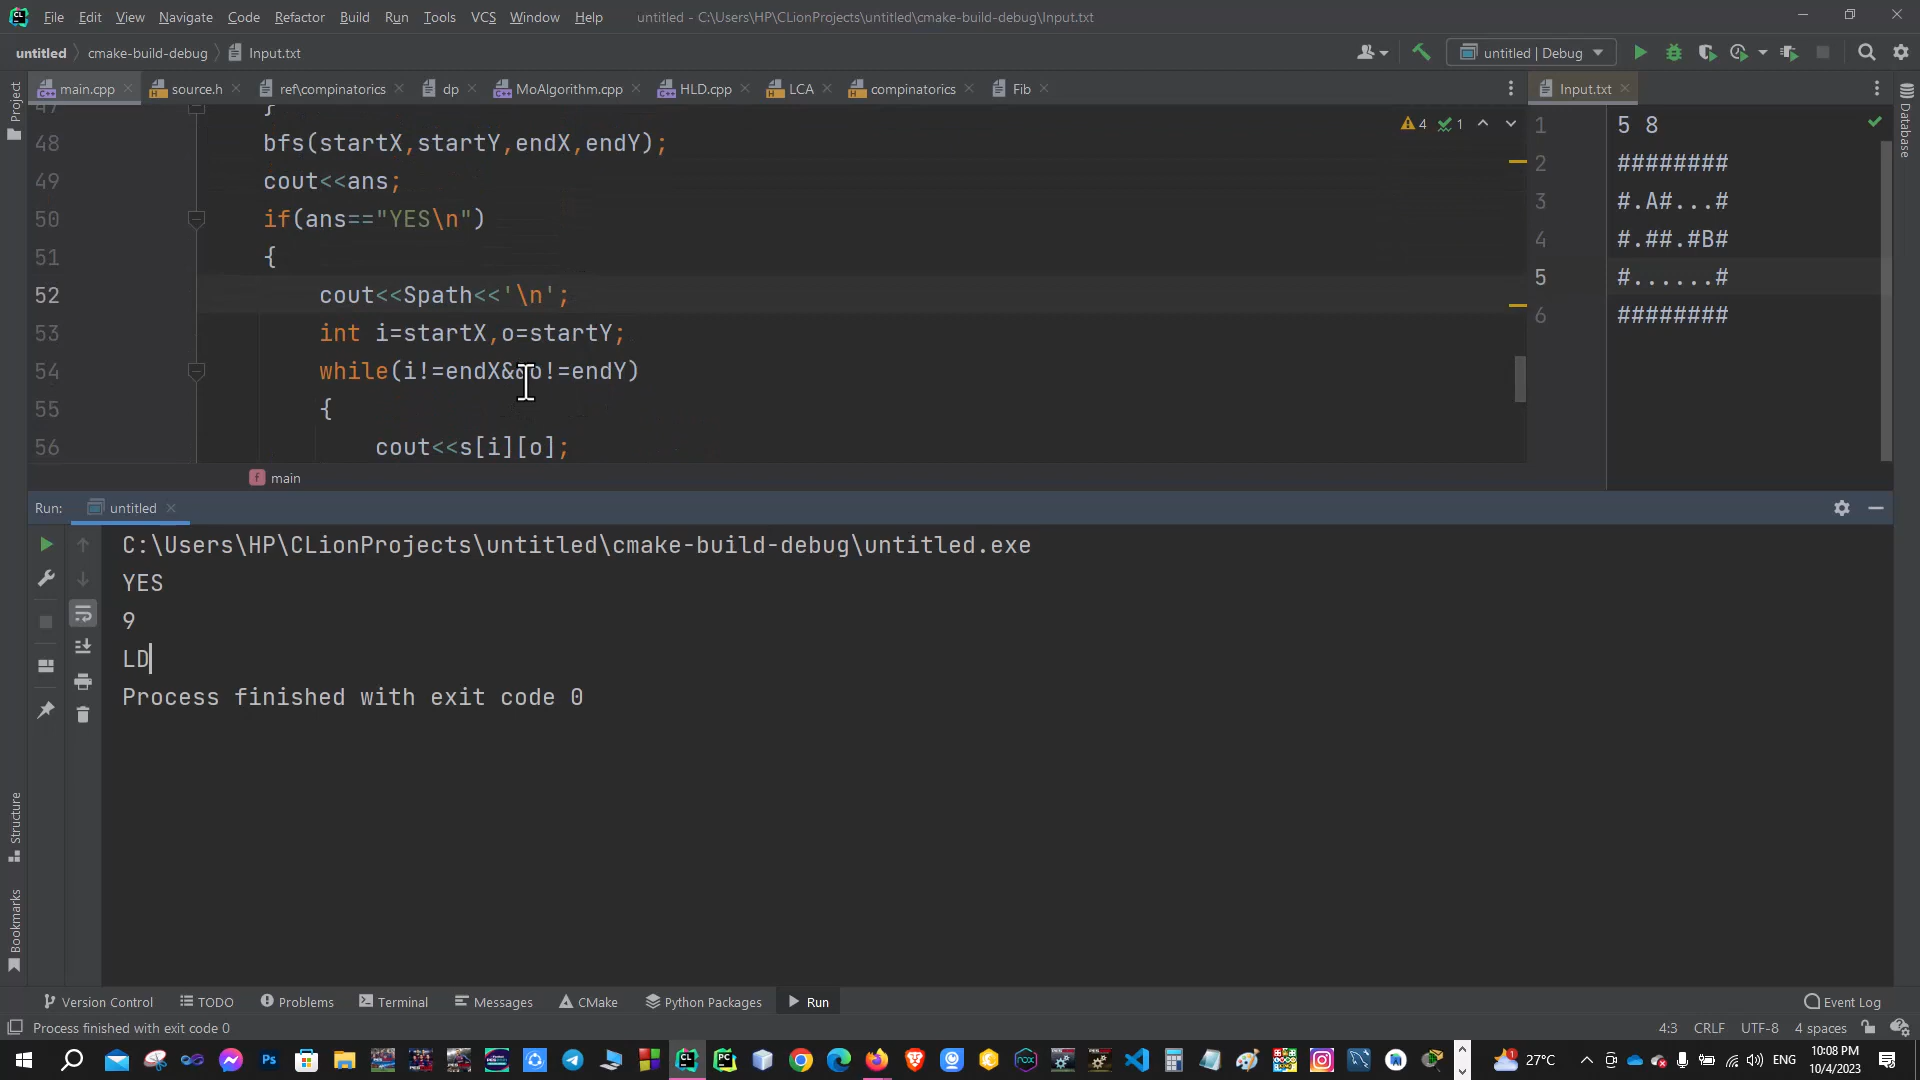 File Edit View Navigate Code Refactor Build Run Tools VCS Window Help untitled - C:\Users\HP\CLionProjects\untitled\cmake-build-debug\Input.txt
untitled cmake-build-debug Input.txt untitled | Debug
main.cpp source.h ref\compinatorics dp MoAlgorithm.cpp HLD.cpp LCA compinatorics Fib Input.txt
Project
Database
48 bfs(startX,startY,endX,endY);
49 cout<<ans;
50 if(ans=="YES\n")
51 {
52 cout<<Spath<<'\n';
53 int i=startX,o=startY;
54 while(i!=endX&&o!=endY)
55 {
56 cout<<s[i][o];
4 1
1 5 8
2 ########
3 #.A#...#
4 #.##.#B#
5 #......#
6 ########
main
Run: untitled
C:\Users\HP\CLionProjects\untitled\cmake-build-debug\untitled.exe
YES
9
LD
Process finished with exit code 0
Structure
Bookmarks
Version Control TODO Problems Terminal Messages CMake Python Packages Run Event Log
Process finished with exit code 0 4:3 CRLF UTF-8 4 spaces
27°C ENG 10:08 PM
10/4/2023